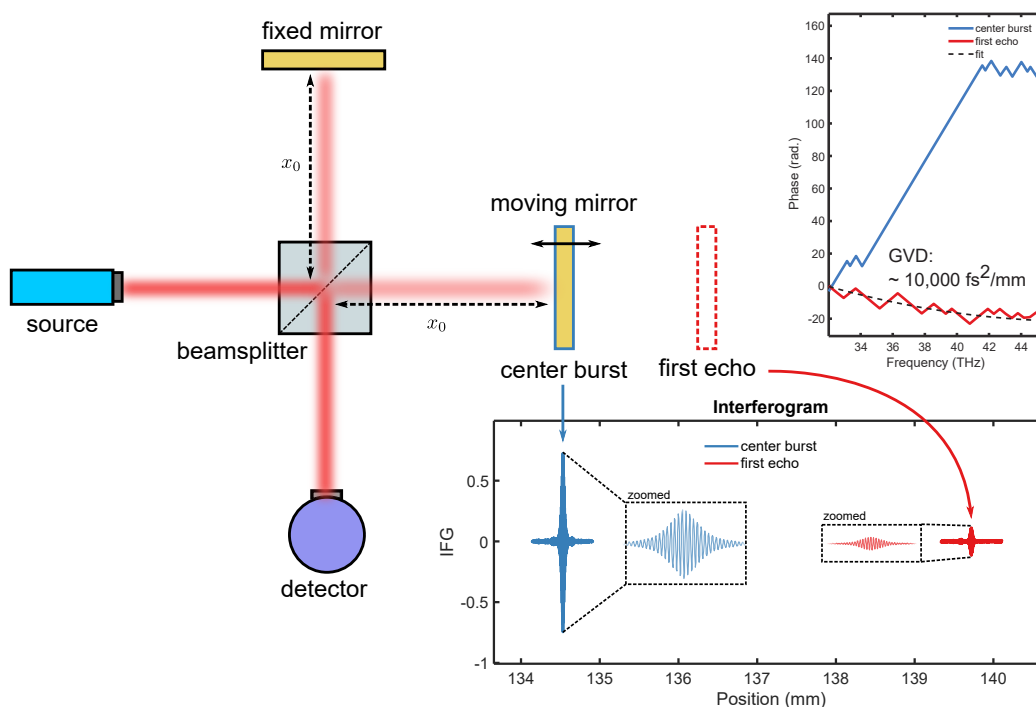 fixed mirror
x₀
moving mirror
source
beamsplitter
x₀
center burst
first echo
detector
160
140
120
100
80
60
40
20
0
-20
Phase (rad.)
center burst
first echo
fit
GVD:
~ 10,000 fs²/mm
34
36
38
40
42
44
Frequency (THz)
Interferogram
center burst
first echo
zoomed
zoomed
IFG
0.5
0
-0.5
-1
134
135
136
137
138
139
140
Position (mm)